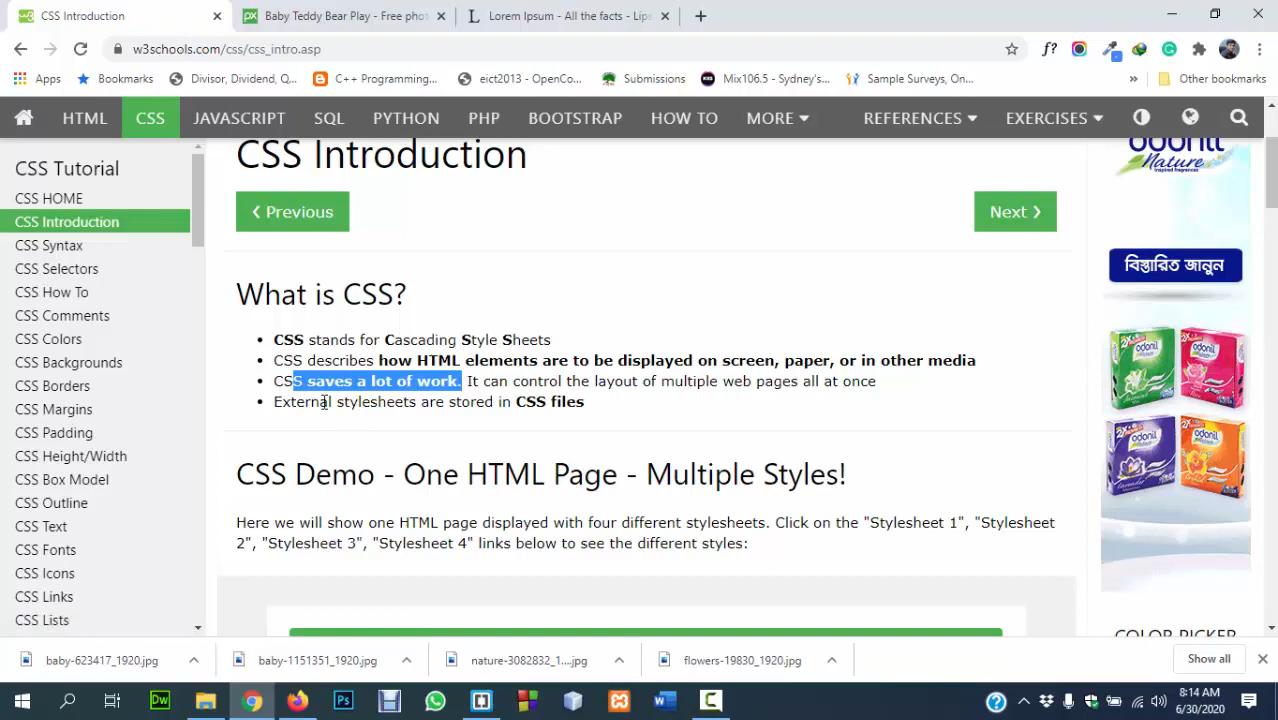 CSS Introduction
Baby Teddy Bear Play - Free phot
Lorem Ipsum - All the facts - Lips
w3schools.com/css/css_intro.asp
f?
Apps
Bookmarks
Divisor, Dividend, Q...
C++ Programming...
eict2013 - OpenCo...
Submissions
Mix106.5 - Sydney's...
Sample Surveys, On...
»
Other bookmarks
HTML
CSS
JAVASCRIPT
SQL
PYTHON
PHP
BOOTSTRAP
HOW TO
MORE
REFERENCES
EXERCISES
CSS Tutorial
CSS HOME
CSS Introduction
CSS Syntax
CSS Selectors
CSS How To
CSS Comments
CSS Colors
CSS Backgrounds
CSS Borders
CSS Margins
CSS Padding
CSS Height/Width
CSS Box Model
CSS Outline
CSS Text
CSS Fonts
CSS Icons
CSS Links
CSS Lists
CSS Introduction
❮ Previous
Next ❯
What is CSS?
• CSS stands for Cascading Style Sheets
• CSS describes how HTML elements are to be displayed on screen, paper, or in other media
• CSS saves a lot of work. It can control the layout of multiple web pages all at once
• External stylesheets are stored in CSS files
CSS Demo - One HTML Page - Multiple Styles!
Here we will show one HTML page displayed with four different stylesheets. Click on the "Stylesheet 1", "Stylesheet
2", "Stylesheet 3", "Stylesheet 4" links below to see the different styles:
odonil
Nature
inspired fragrances
বিস্তারিত জানুন
odonil
odonil
odonil
odonil
COLOR PICKER
baby-623417_1920.jpg
baby-1151351_1920.jpg
nature-3082832_1....jpg
flowers-19830_1920.jpg
Show all
Dw
Ps
8:14 AM
6/30/2020